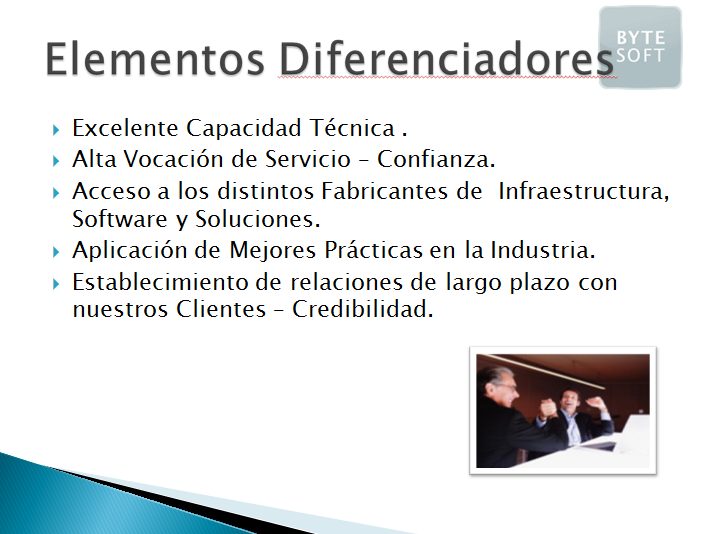 BYTE
SOFT
Elementos Diferenciadores
Excelente Capacidad Técnica .
Alta Vocación de Servicio – Confianza.
Acceso a los distintos Fabricantes de  Infraestructura,
Software y Soluciones.
Aplicación de Mejores Prácticas en la Industria.
Establecimiento de relaciones de largo plazo con
nuestros Clientes – Credibilidad.